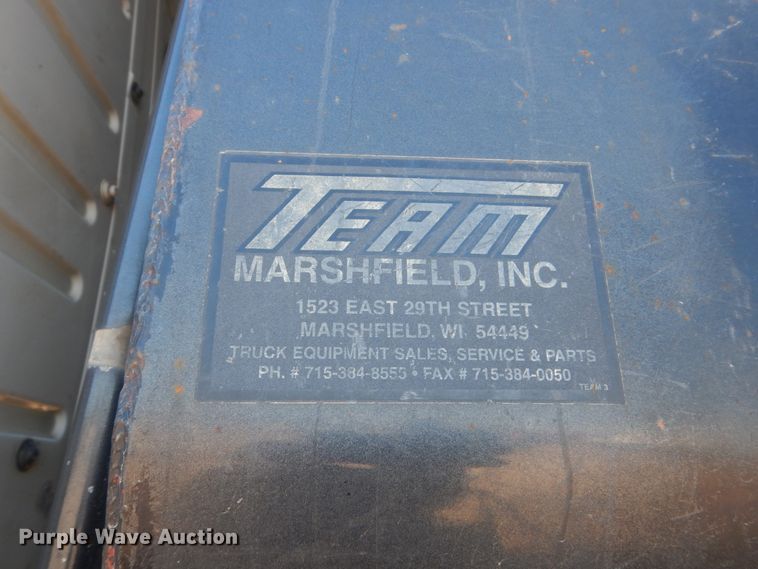 TEAM
MARSHFIELD, INC.
1523 EAST 29TH STREET
MARSHFIELD, WI 54449
TRUCK EQUIPMENT SALES, SERVICE & PARTS
PH. # 715-384-8555 • FAX # 715-384-0050
TEAM 3
Purple Wave Auction